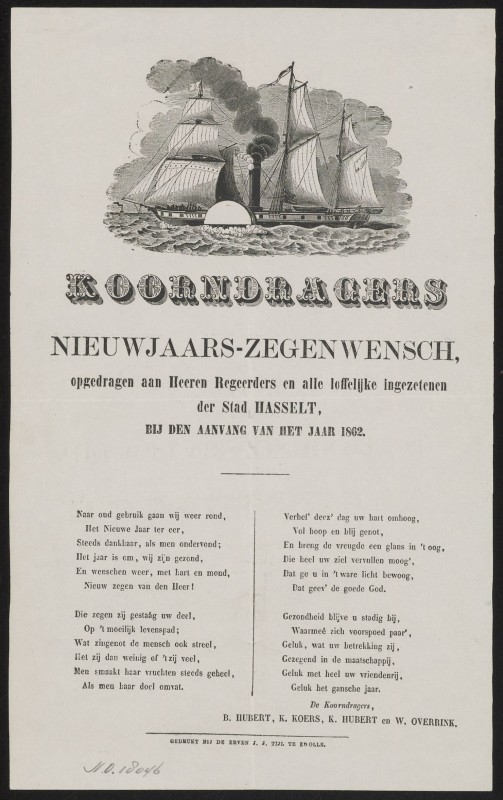 KOORNDRAGERS
NIEUWJAARS-ZEGENWENSCH,
opgedragen aan Heeren Regeerders en alle loffelijke ingezetenen
der Stad HASSELT,
BIJ DEN AANVANG VAN HET JAAR 1862.
Naar oud gebruik gaan wij weer rond,
Het Nieuwe Jaar ter eer,
Steeds dankbaar, als men ondervond;
Het jaar is om, wij zijn gezond,
En wenschen weer, met hart en mond,
Nieuw zegen van den Heer!
Die zegen zij gestaâg uw deel,
Op 't moeilijk levenspad;
Wat zingenot de mensch ook streel,
Het zij dan weinig of 't zij veel,
Men smaakt haar vruchten steeds geheel,
Als men haar doel omvat.
Verhef' deez' dag uw hart omhoog,
Vol hoop en blij genot,
En breng de vreugde een glans in 't oog,
Die heel uw ziel vervullen moog',
Dat ge u in 't ware licht bewoog,
Dat geev' de goede God.
Gezondheid blijve u stadig bij,
Waarmeê zich voorspoed paar',
Geluk, wat uw betrekking zij,
Gezegend in de maatschappij,
Geluk met heel uw vriendenrij,
Geluk het gansche jaar.
De Koorndragers,
B. HUBERT, K. KOERS, K. HUBERT en W. OVERRINK.
GEDRUKT BIJ DE ERVEN J. J. TIJL TE ZWOLLE.
N.O. 18046